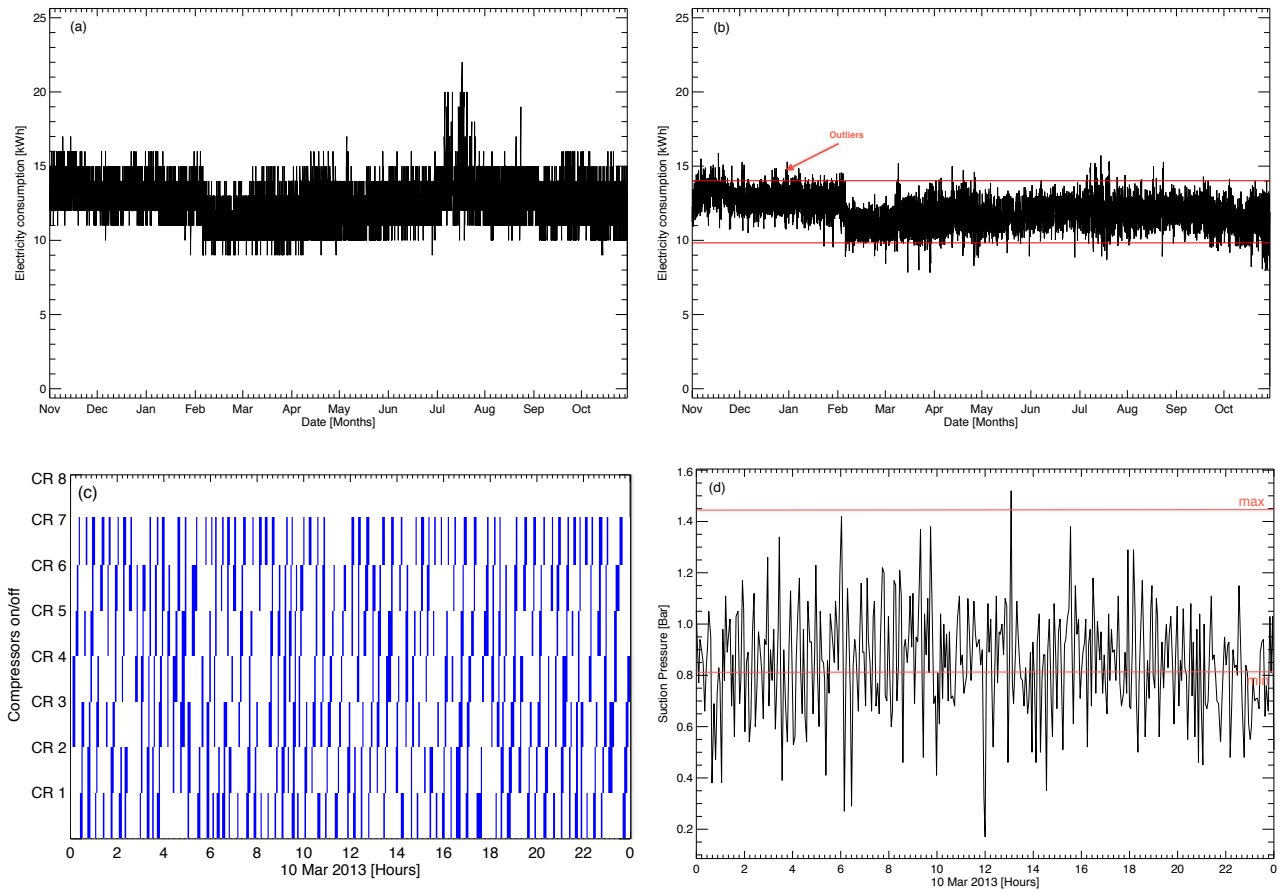 (a)
25
20
15
10
5
0
Electricity consumption [kWh]
Nov Dec Jan Feb Mar Apr May Jun Jul Aug Sep Oct
Date [Months]
(b)
25
20
15
10
5
0
Outliers
Electricity consumption [kWh]
Nov Dec Jan Feb Mar Apr May Jun Jul Aug Sep Oct
Date [Months]
(c)
CR 8
CR 7
CR 6
CR 5
CR 4
CR 3
CR 2
CR 1
Compressors on/off
0 2 4 6 8 10 12 14 16 18 20 22 0
10 Mar 2013 [Hours]
(d)
1.6
1.4
1.2
1.0
0.8
0.6
0.4
0.2
max
min
Suction Pressure [Bar]
0 2 4 6 8 10 12 14 16 18 20 22 0
10 Mar 2013 [Hours]